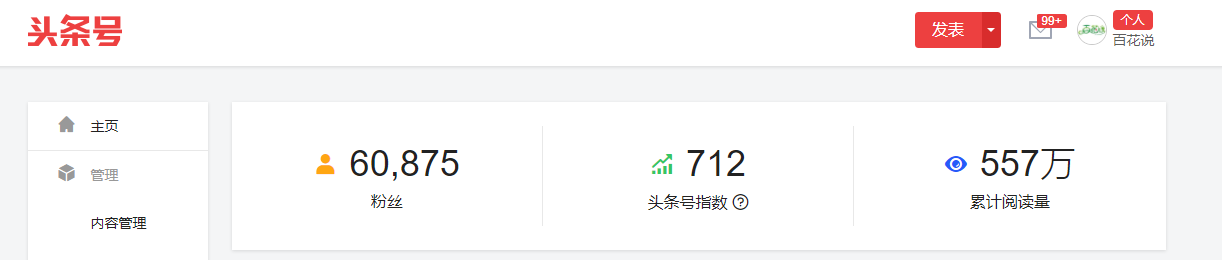 头条号
发表
99+
个人
百花说
主页
管理
内容管理
60,875
粉丝
712
头条号指数
557万
累计阅读量